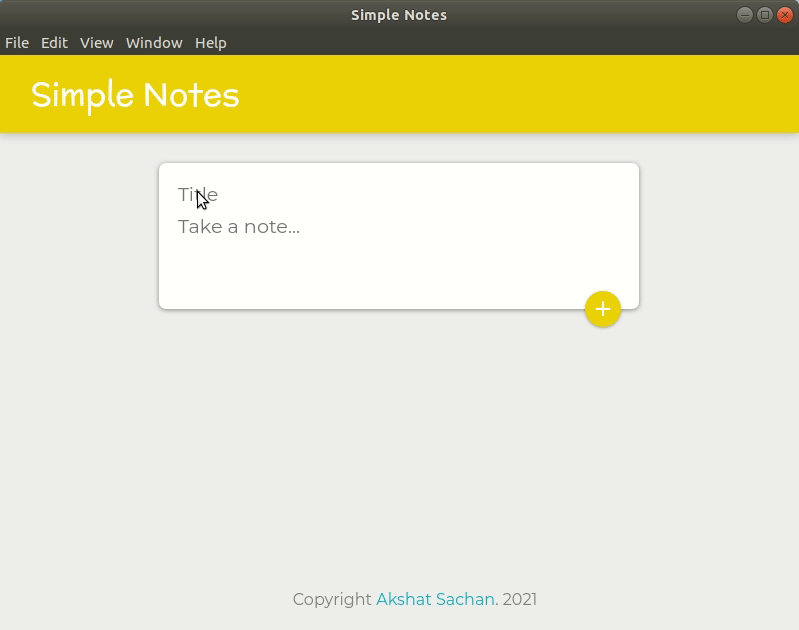 Simple Notes
File Edit View Window Help
Simple Notes
Title
Take a note...
+
Copyright Akshat Sachan. 2021